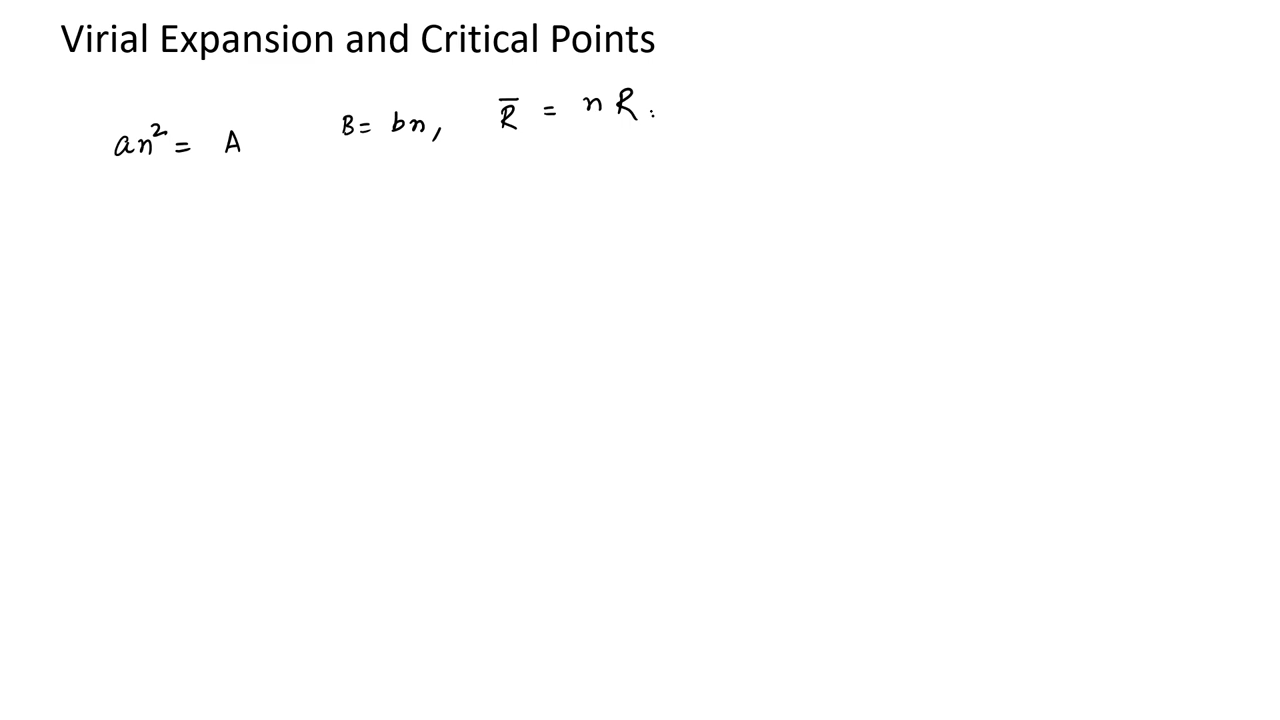 Virial Expansion and Critical Points
an² = A B = bn, R̅ = nR.